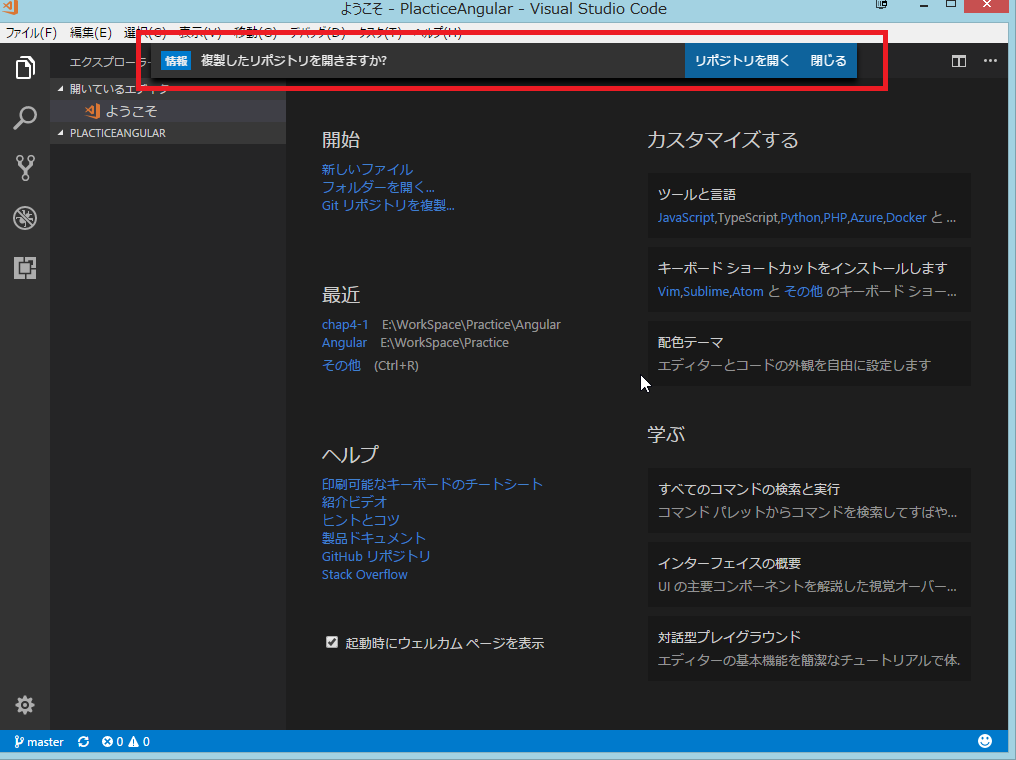 ようこそ - PlacticeAngular - Visual Studio Code
ファイル(F) 編集(E) 選択(C) 表示(V) 移動(G) デバッグ(D) タスク(T) ヘルプ(H)
情報 複製したリポジトリを開きますか? リポジトリを開く 閉じる
エクスプローラー
開いているエディター
ようこそ
PLACTICEANGULAR
開始
新しいファイル
フォルダーを開く...
Git リポジトリを複製...
最近
chap4-1 E:\WorkSpace\Practice\Angular
Angular E:\WorkSpace\Practice
その他 (Ctrl+R)
ヘルプ
印刷可能なキーボードのチートシート
紹介ビデオ
ヒントとコツ
製品ドキュメント
GitHub リポジトリ
Stack Overflow
起動時にウェルカム ページを表示
カスタマイズする
ツールと言語
JavaScript,TypeScript,Python,PHP,Azure,Docker と ...
キーボード ショートカットをインストールします
Vim,Sublime,Atom と その他 のキーボード ショー...
配色テーマ
エディターとコードの外観を自由に設定します
学ぶ
すべてのコマンドの検索と実行
コマンド パレットからコマンドを検索してすばや...
インターフェイスの概要
UI の主要コンポーネントを解説した視覚オーバー...
対話型プレイグラウンド
エディターの基本機能を簡潔なチュートリアルで体.
master 0 0